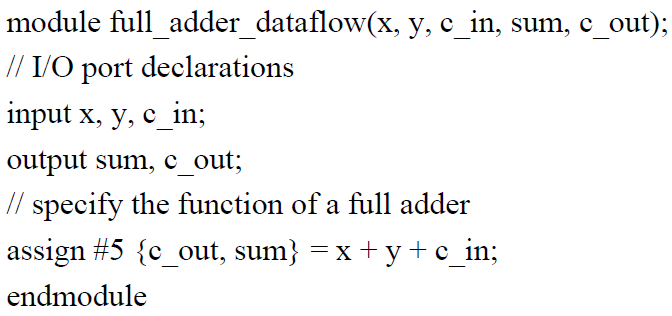 module full_adder_dataflow(x, y, c_in, sum, c_out);
// I/O port declarations
input x, y, c_in;
output sum, c_out;
// specify the function of a full adder
assign #5 {c_out, sum} = x + y + c_in;
endmodule